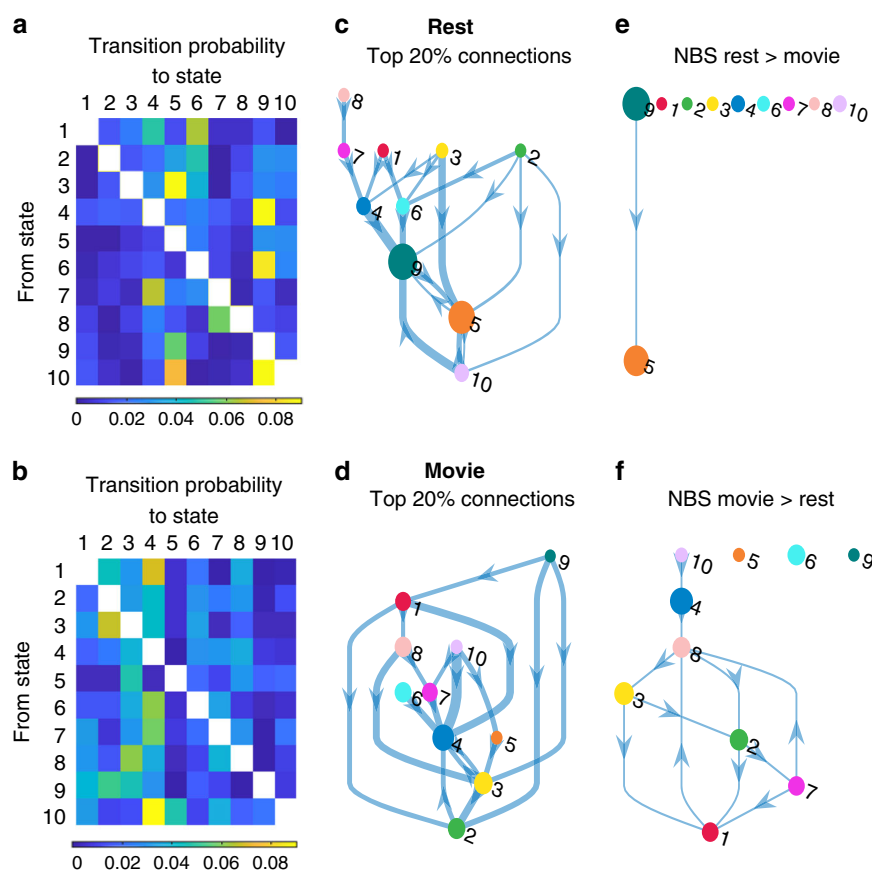 a
Transition probability
to state
1 2 3 4 5 6 7 8 9 10
From state
1
2
3
4
5
6
7
8
9
10
0 0.02 0.04 0.06 0.08
b
Transition probability
to state
1 2 3 4 5 6 7 8 9 10
From state
1
2
3
4
5
6
7
8
9
10
0 0.02 0.04 0.06 0.08
c
Rest
Top 20% connections
8
7 1 3 2
4 6
9
5
10
d
Movie
Top 20% connections
9
1
8 10
6 7
4 5
3
2
e
NBS rest > movie
9 1 2 3 4 6 7 8 10
5
f
NBS movie > rest
10 5 6 9
4
8
3
2
7
1